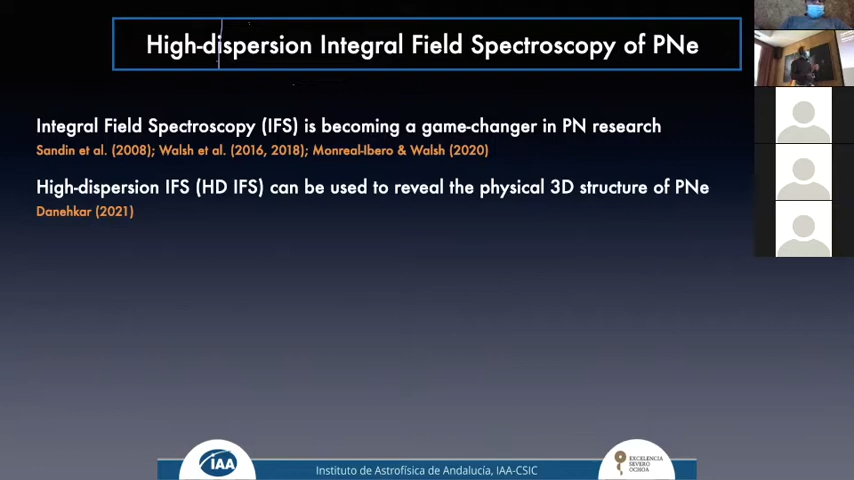 High-dispersion Integral Field Spectroscopy of PNe
Integral Field Spectroscopy (IFS) is becoming a game-changer in PN research
Sandin et al. (2008); Walsh et al. (2016, 2018); Monreal-Ibero & Walsh (2020)
High-dispersion IFS (HD IFS) can be used to reveal the physical 3D structure of PNe
Danehkar (2021)
IAA
Instituto de Astrofísica de Andalucía, IAA-CSIC
EXCELENCIA
SEVERO
OCHOA